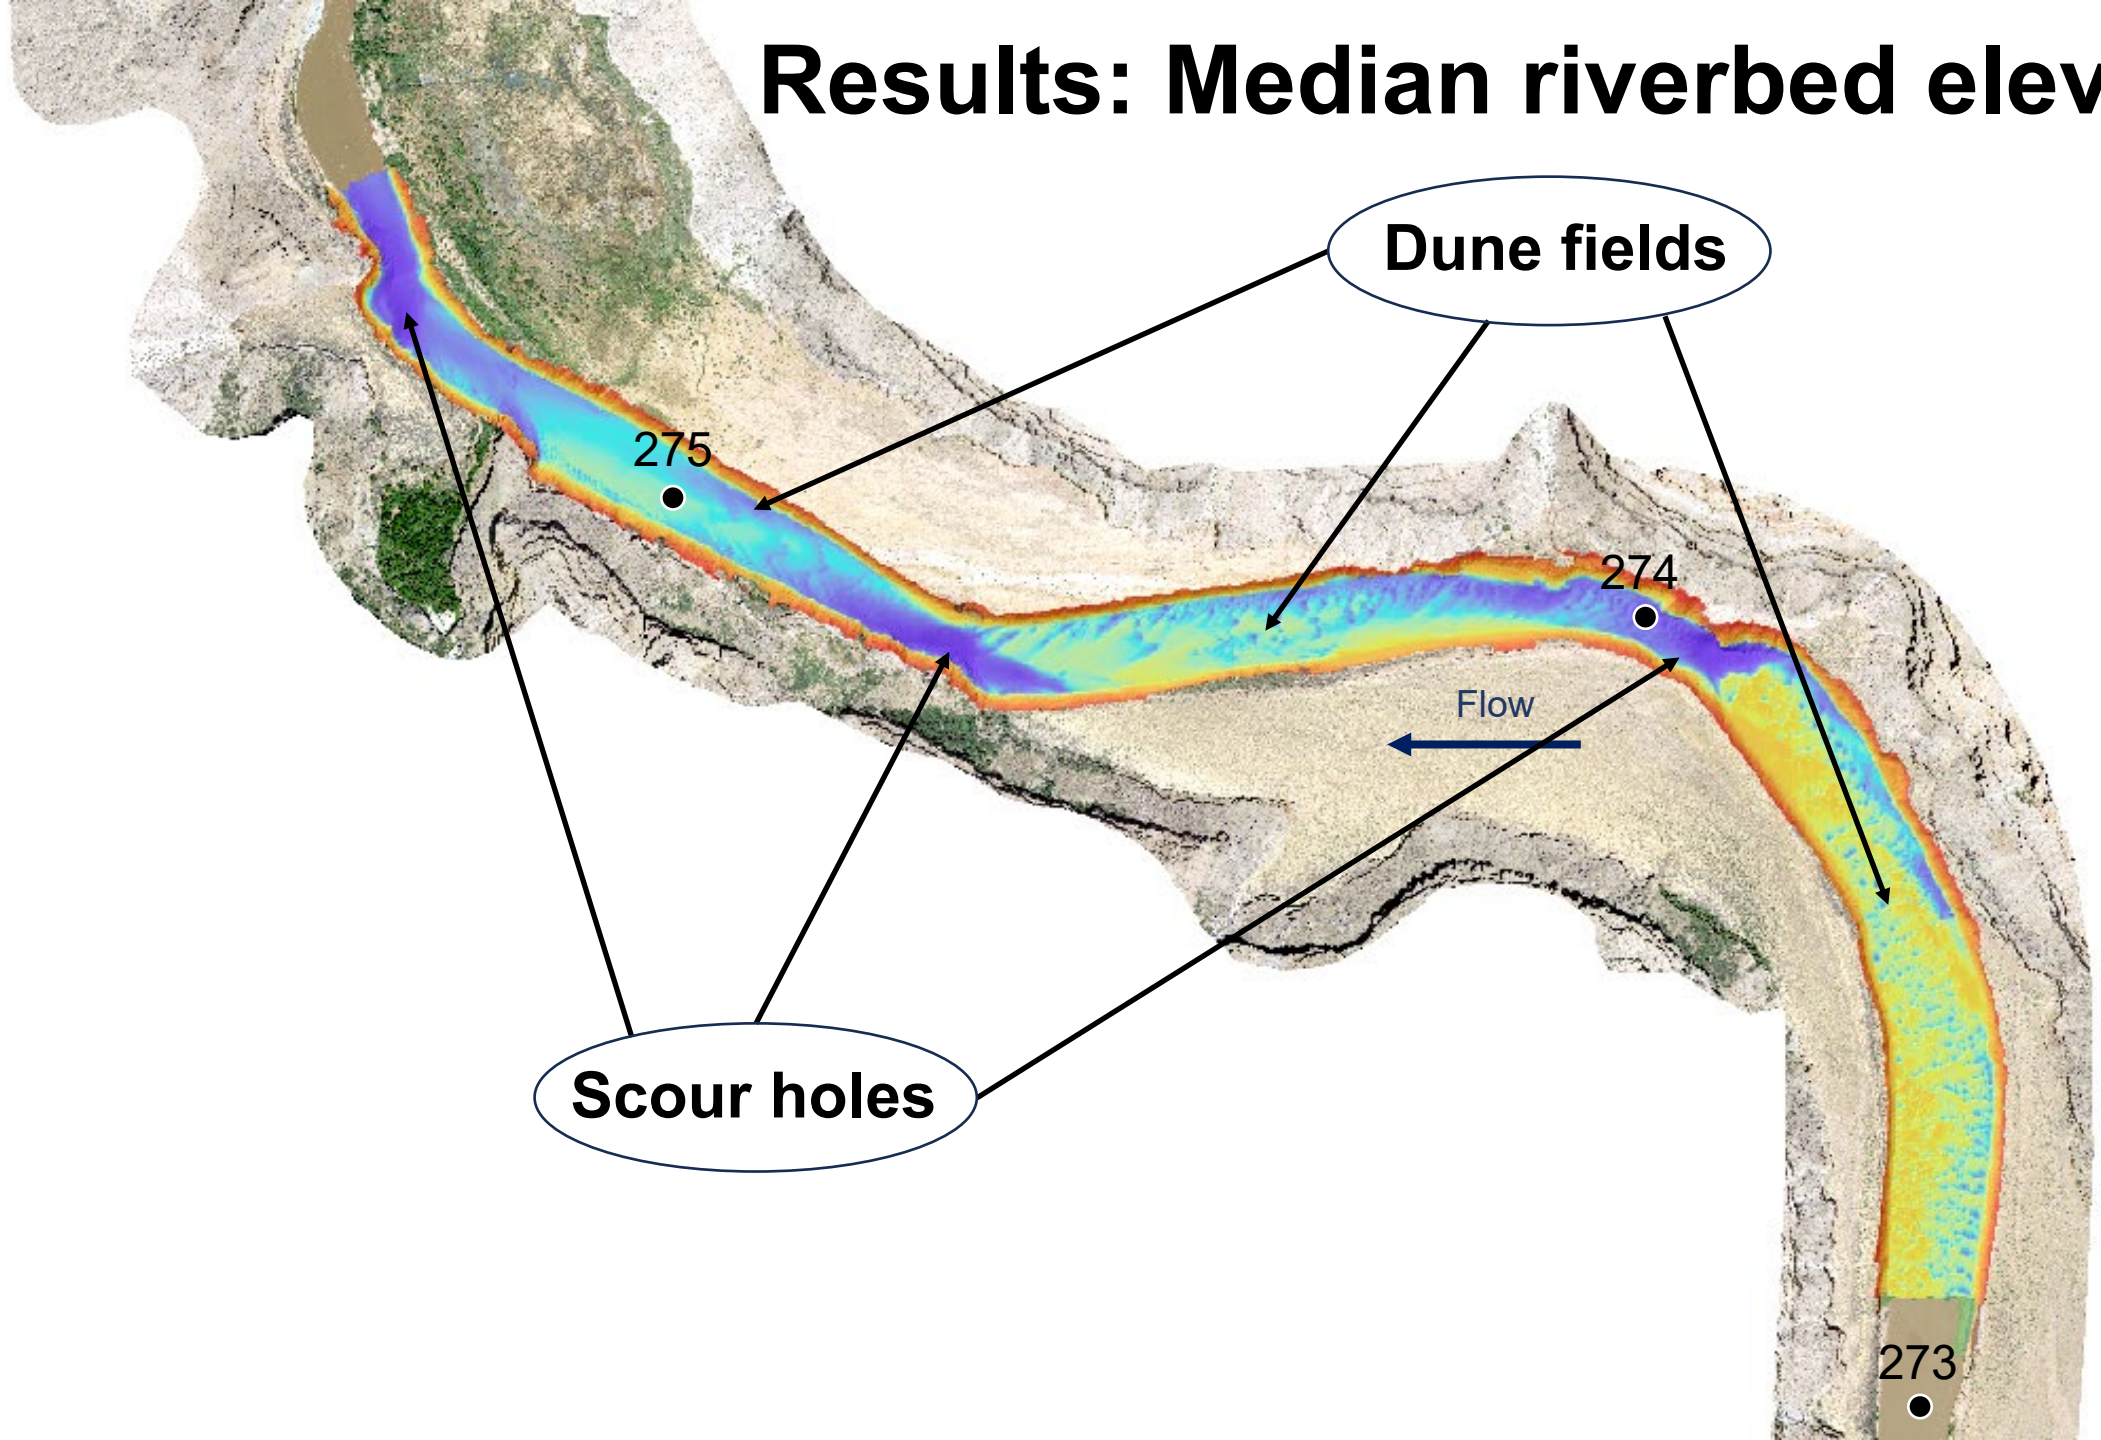 Results: Median riverbed elev
Dune fields
275
274
Flow
Scour holes
273